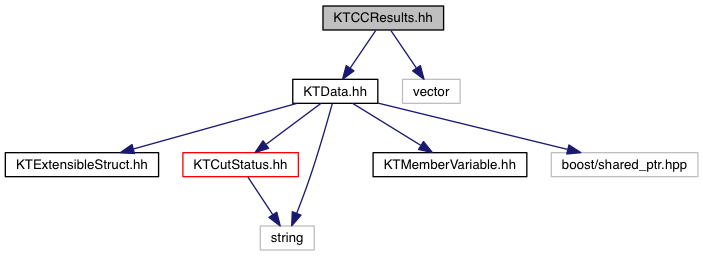 KTCCResults.hh
KTData.hh
vector
KTExtensibleStruct.hh
KTCutStatus.hh
KTMemberVariable.hh
boost/shared_ptr.hpp
string